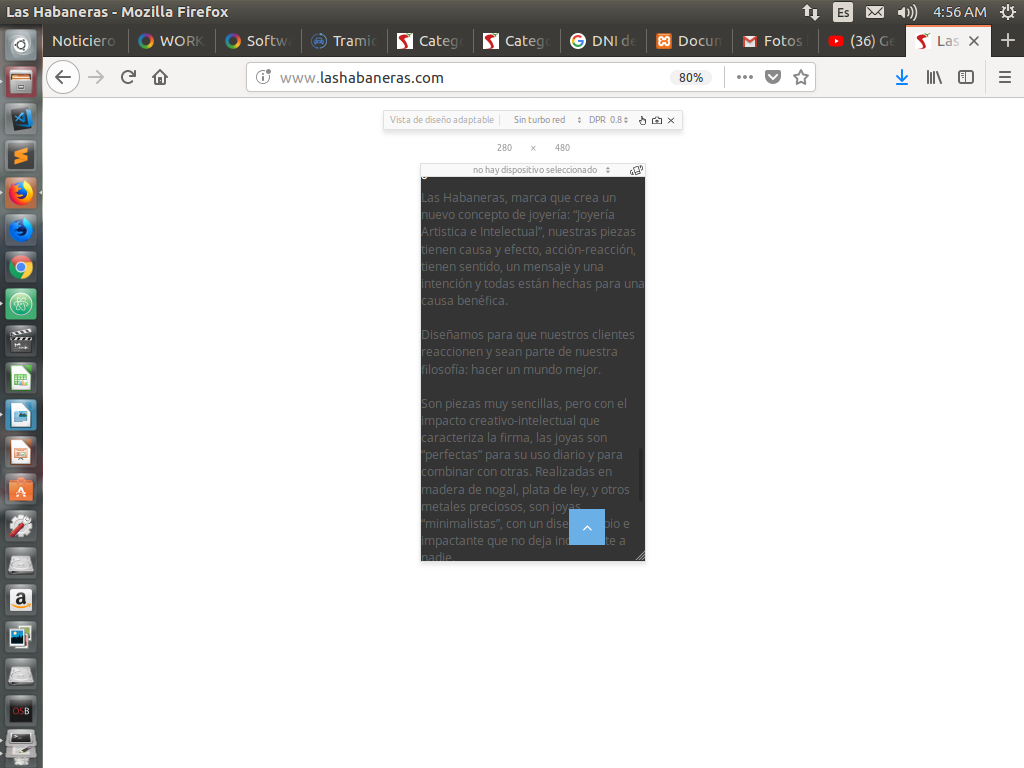 Las Habaneras - Mozilla Firefox
Es
4:56 AM
Noticiero
WORK
Softw
Tramic
Categ
Categ
DNI de
Docum
Fotos
(36) Ge
Las
www.lashabaneras.com
80%
Vista de diseño adaptable
Sin turbo red
DPR 0.8
280 × 480
no hay dispositivo seleccionado
Las Habaneras, marca que crea un
nuevo concepto de joyería: “Joyería
Artistica e Intelectual”, nuestras piezas
tienen causa y efecto, acción-reacción,
tienen sentido, un mensaje y una
intención y todas están hechas para una
causa benéfica.
Diseñamos para que nuestros clientes
reaccionen y sean parte de nuestra
filosofía: hacer un mundo mejor.
Son piezas muy sencillas, pero con el
impacto creativo-intelectual que
caracteriza la firma, las joyas son
“perfectas” para su uso diario y para
combinar con otras. Realizadas en
madera de nogal, plata de ley, y otros
metales preciosos, son joyas
“minimalistas”, con un dise pio e
impactante que no deja ind te a
nadie.
OSB